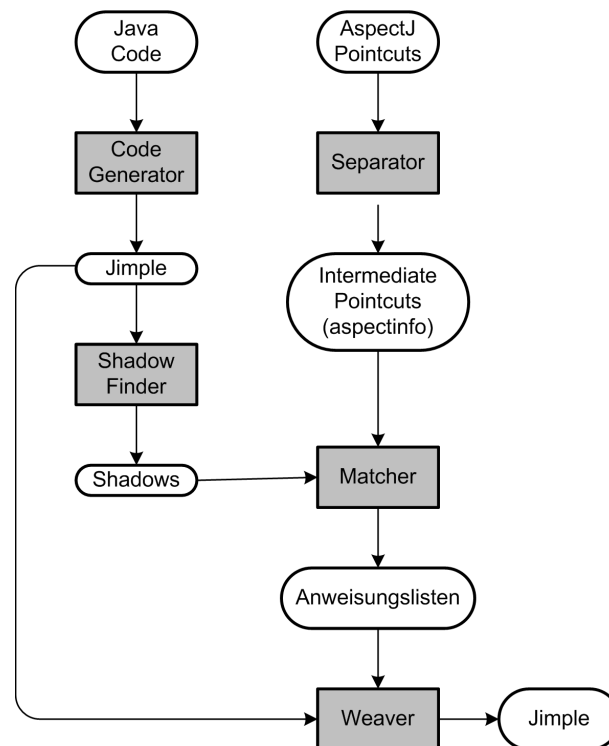 Java
Code
AspectJ
Pointcuts
Code
Generator
Separator
Jimple
Intermediate
Pointcuts
(aspectinfo)
Shadow
Finder
Shadows
Matcher
Anweisungslisten
Weaver
Jimple